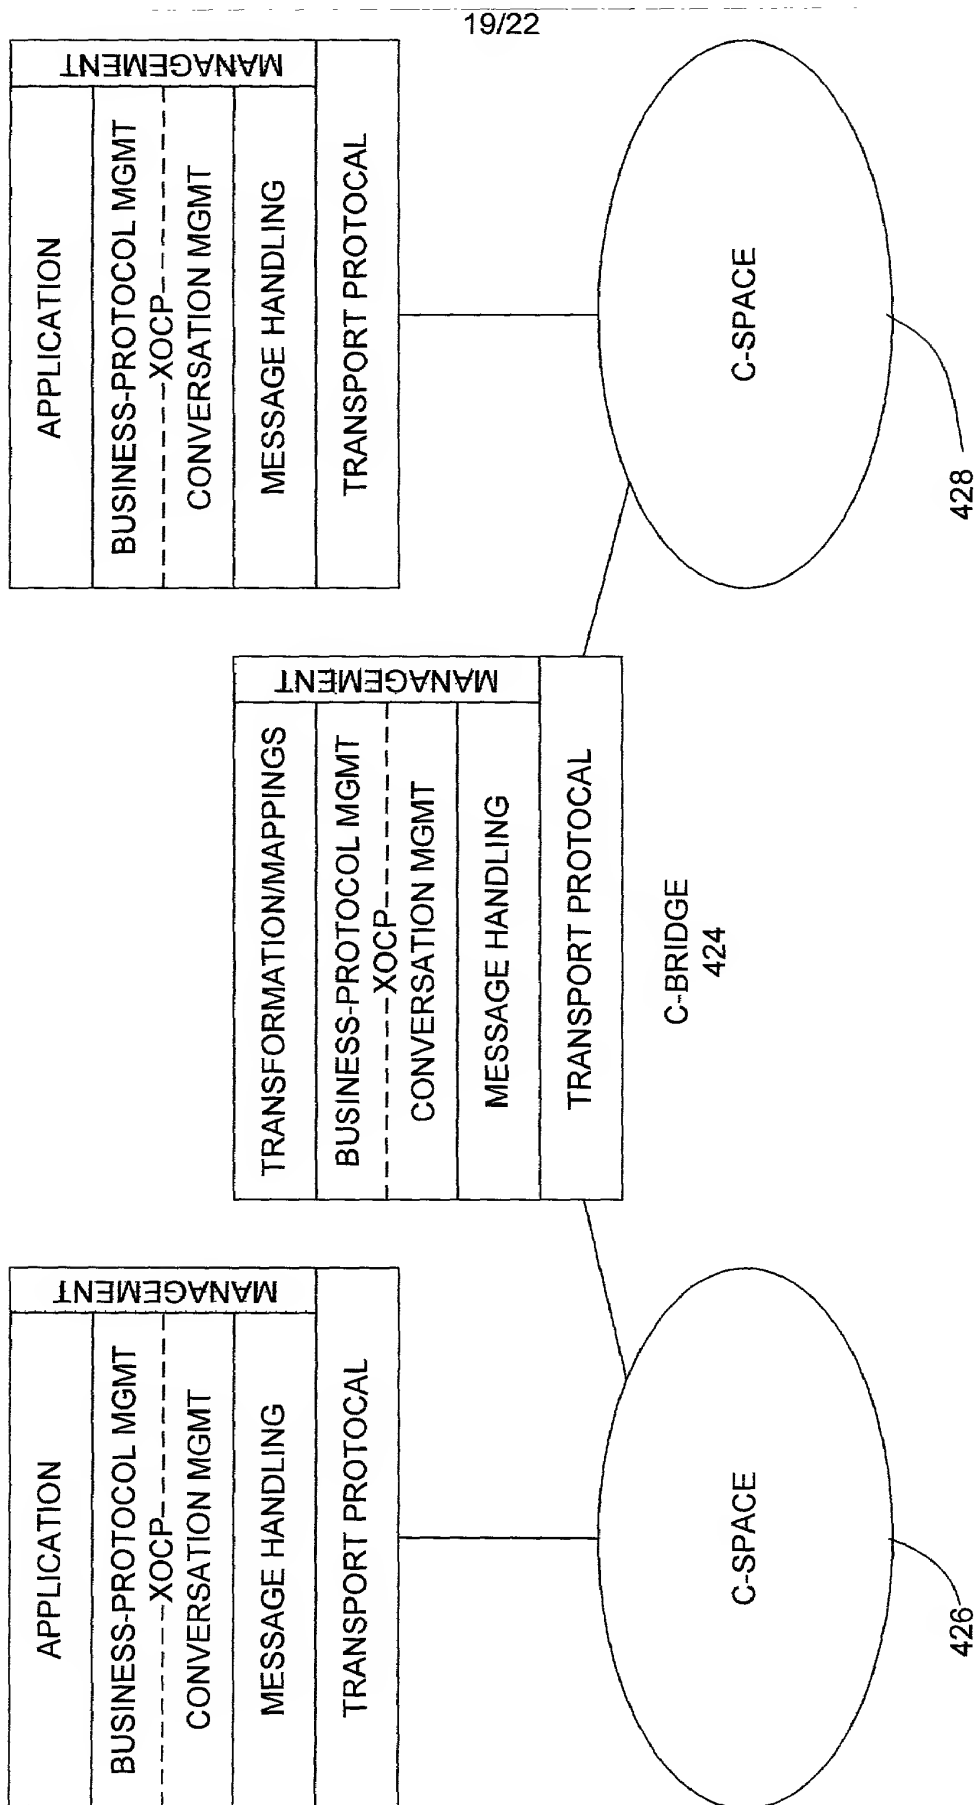 19/22
APPLICATION
BUSINESS-PROTOCOL MGMT
XOCP
CONVERSATION MGMT
MESSAGE HANDLING
TRANSPORT PROTOCAL
MANAGEMENT
C-SPACE
426
TRANSFORMATION/MAPPINGS
BUSINESS-PROTOCOL MGMT
XOCP
CONVERSATION MGMT
MESSAGE HANDLING
TRANSPORT PROTOCAL
MANAGEMENT
C-BRIDGE
424
APPLICATION
BUSINESS-PROTOCOL MGMT
XOCP
CONVERSATION MGMT
MESSAGE HANDLING
TRANSPORT PROTOCAL
MANAGEMENT
C-SPACE
428